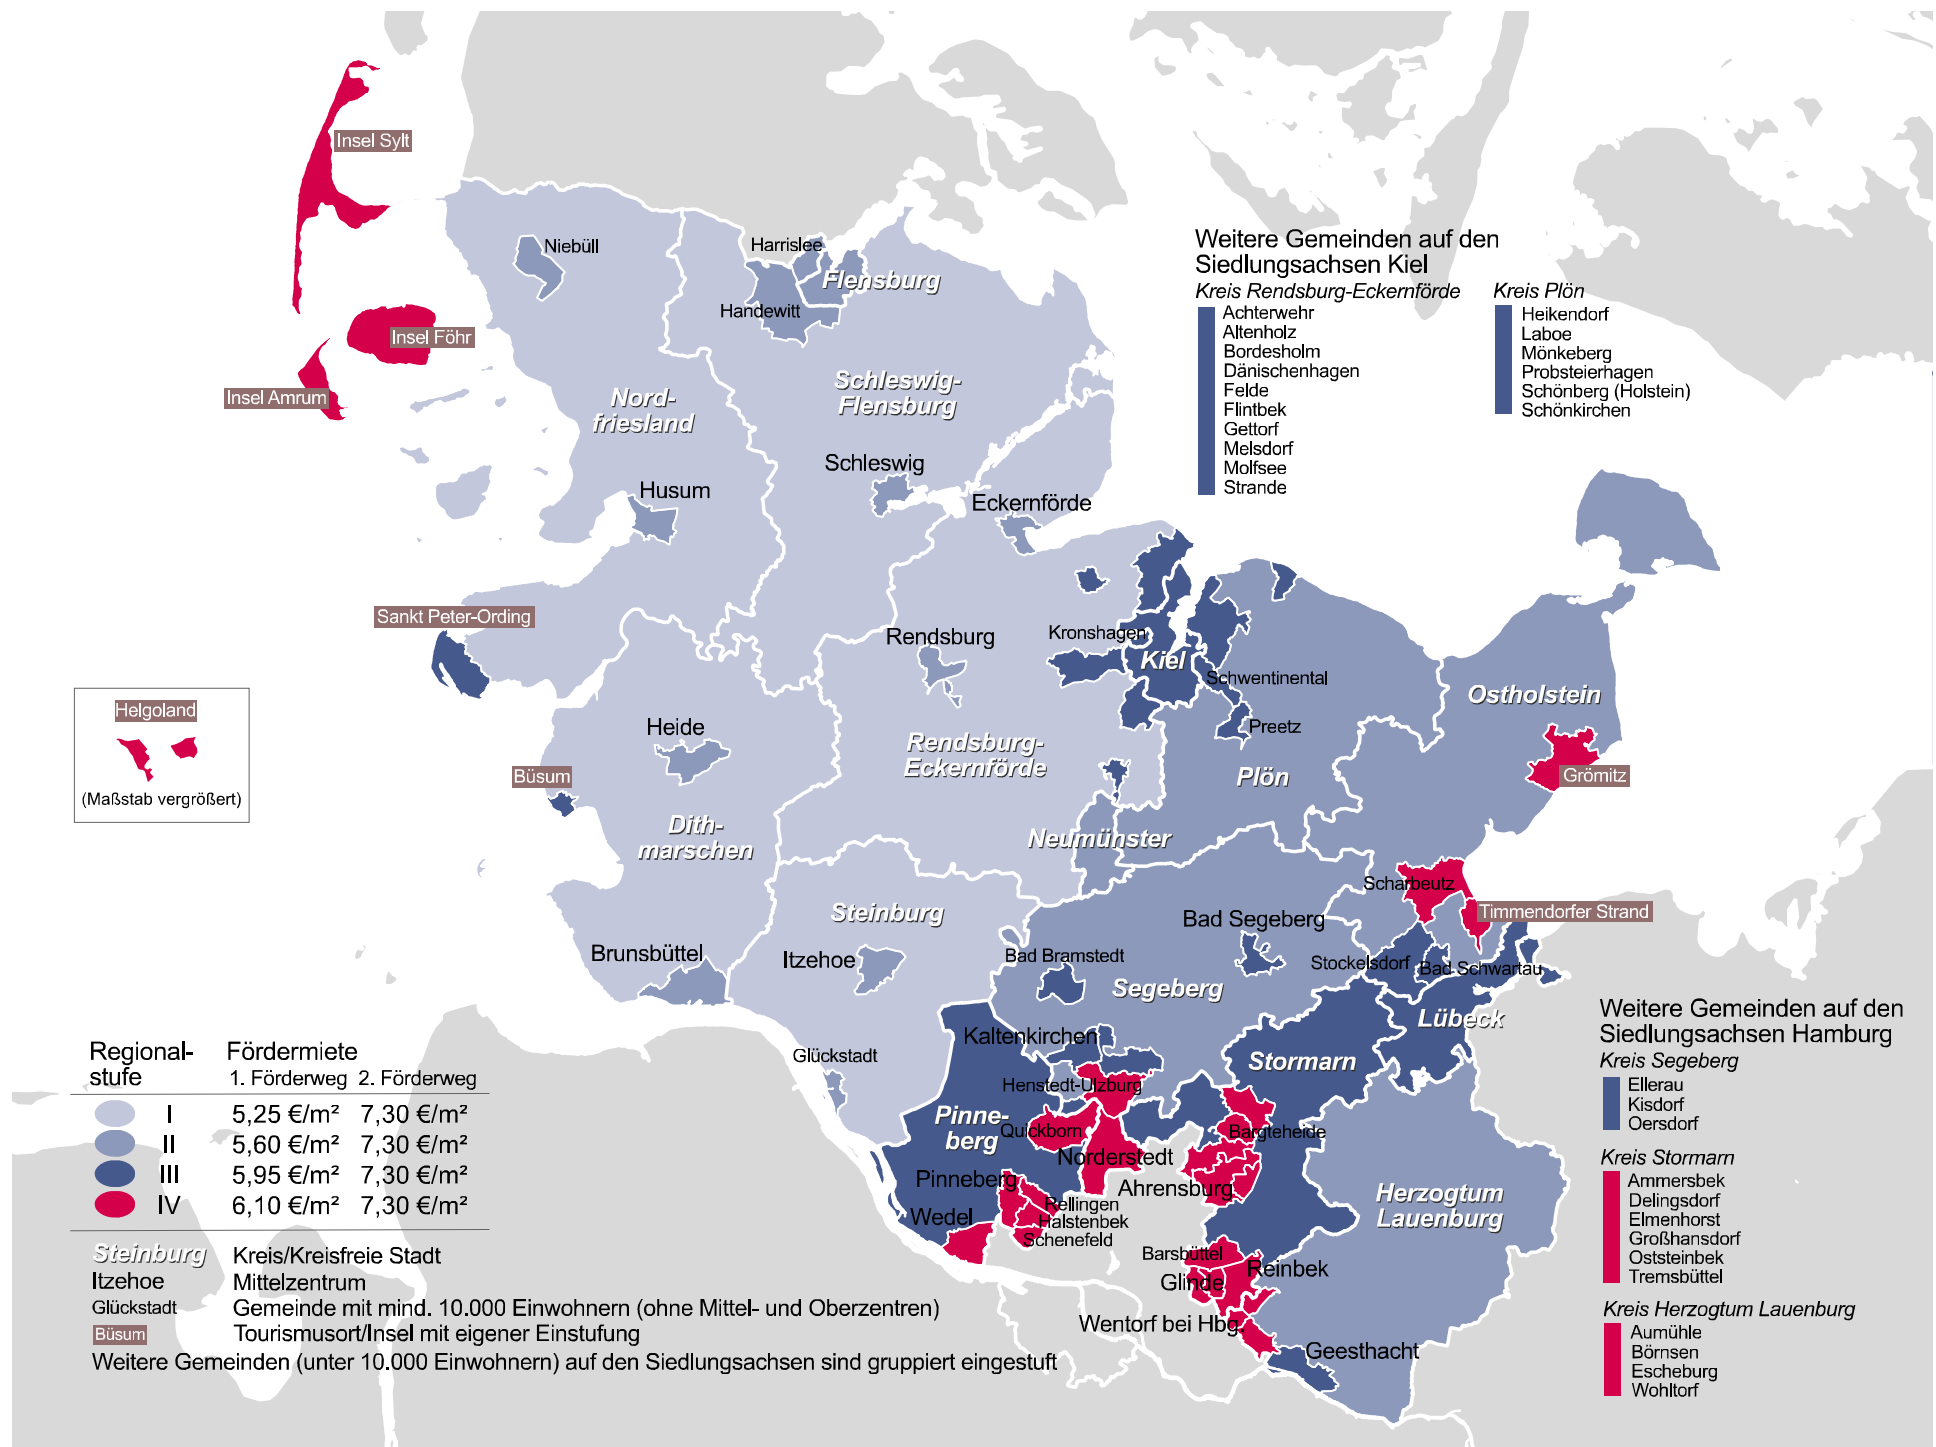 Insel Sylt
Niebüll
Harrislee
Flensburg
Handewitt
Insel Föhr
Insel Amrum
Nord-
friesland
Schleswig-
Flensburg
Schleswig
Husum
Eckernförde
Weitere Gemeinden auf den
Siedlungsachsen Kiel
Kreis Rendsburg-Eckernförde
Achterwehr
Altenholz
Bordesholm
Dänischenhagen
Felde
Flintbek
Gettorf
Melsdorf
Molfsee
Strande
Kreis Plön
Heikendorf
Laboe
Mönkeberg
Probsteierhagen
Schönberg (Holstein)
Schönkirchen
Sankt Peter-Ording
Rendsburg
Kronshagen
Kiel
Schwentinental
Preetz
Ostholstein
Helgoland
(Maßstab vergrößert)
Heide
Büsum
Rendsburg-
Eckernförde
Plön
Grömitz
Dith-
marschen
Neumünster
Scharbeutz
Timmendorfer Strand
Steinburg
Bad Segeberg
Brunsbüttel
Itzehoe
Bad Bramstedt
Stockelsdorf
Bad Schwartau
Segeberg
Lübeck
Kaltenkirchen
Glückstadt
Stormarn
Henstedt-Ulzburg
Pinne-
berg
Quickborn
Bargteheide
Norderstedt
Pinneberg
Ahrensburg
Rellingen
Wedel
Halstenbek
Schenefeld
Herzogtum
Lauenburg
Barsbüttel
Reinbek
Glinde
Wentorf bei Hbg.
Geesthacht
Weitere Gemeinden auf den
Siedlungsachsen Hamburg
Kreis Segeberg
Ellerau
Kisdorf
Oersdorf
Kreis Stormarn
Ammersbek
Delingsdorf
Elmenhorst
Großhansdorf
Oststeinbek
Tremsbüttel
Kreis Herzogtum Lauenburg
Aumühle
Börnsen
Escheburg
Wohltorf
Regional-
stufe
Fördermiete
1. Förderweg 2. Förderweg
I 5,25 €/m² 7,30 €/m²
II 5,60 €/m² 7,30 €/m²
III 5,95 €/m² 7,30 €/m²
IV 6,10 €/m² 7,30 €/m²
Steinburg Kreis/Kreisfreie Stadt
Itzehoe Mittelzentrum
Glückstadt Gemeinde mit mind. 10.000 Einwohnern (ohne Mittel- und Oberzentren)
Büsum Tourismusort/Insel mit eigener Einstufung
Weitere Gemeinden (unter 10.000 Einwohnern) auf den Siedlungsachsen sind gruppiert eingestuft